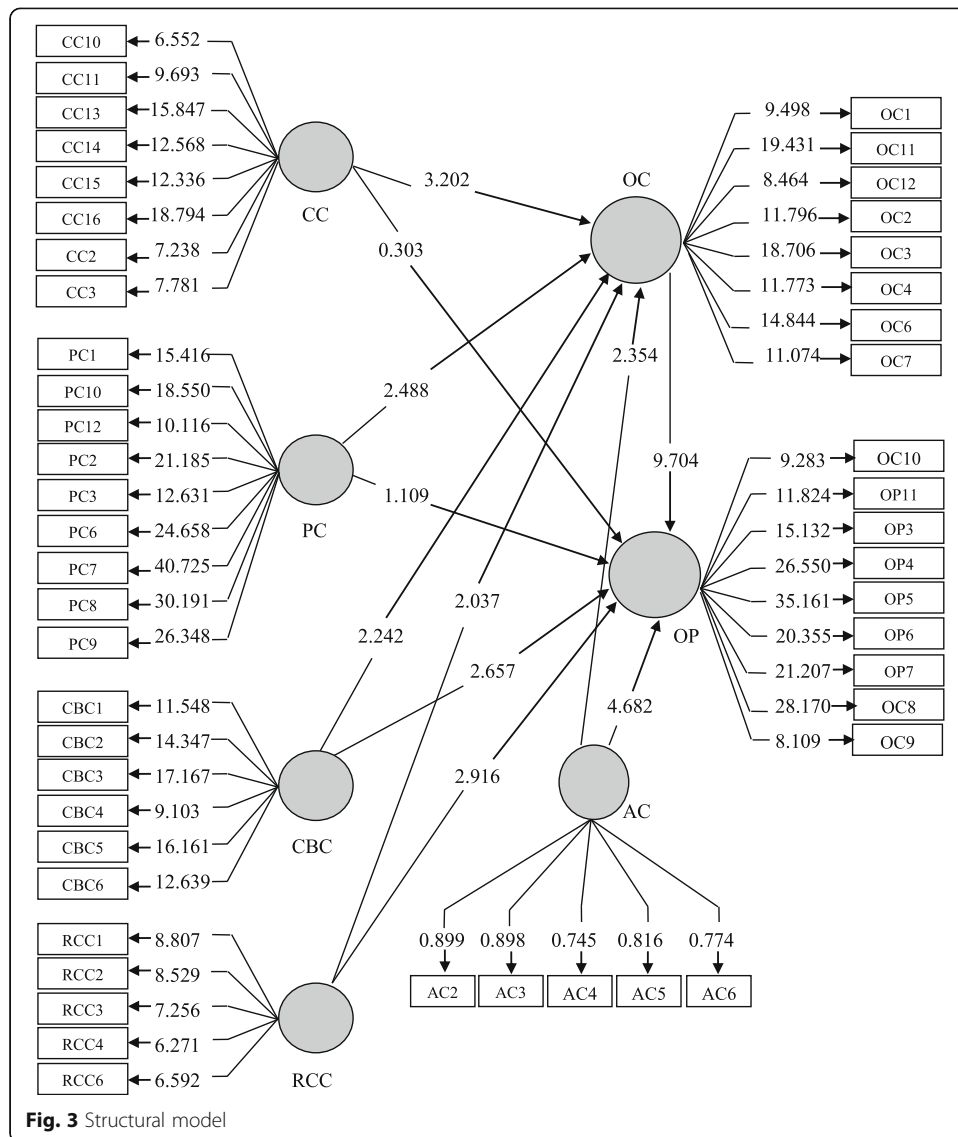 CC10 6.552
CC11 9.693
CC13 15.847
CC14 12.568
CC15 12.336
CC16 18.794
CC2 7.238
CC3 7.781
CC
3.202
0.303
OC
9.498 OC1
19.431 OC11
8.464 OC12
11.796 OC2
18.706 OC3
11.773 OC4
14.844 OC6
11.074 OC7
PC1 15.416
PC10 18.550
PC12 10.116
PC2 21.185
PC3 12.631
PC6 24.658
PC7 40.725
PC8 30.191
PC9 26.348
PC
2.488
1.109
2.354
9.704
2.037
2.242
2.657
OP
9.283 OC10
11.824 OP11
15.132 OP3
26.550 OP4
35.161 OP5
20.355 OP6
21.207 OP7
28.170 OC8
8.109 OC9
CBC1 11.548
CBC2 14.347
CBC3 17.167
CBC4 9.103
CBC5 16.161
CBC6 12.639
CBC
4.682
2.916
AC
0.899 0.898 0.745 0.816 0.774
AC2 AC3 AC4 AC5 AC6
RCC1 8.807
RCC2 8.529
RCC3 7.256
RCC4 6.271
RCC6 6.592
RCC
Fig. 3 Structural model